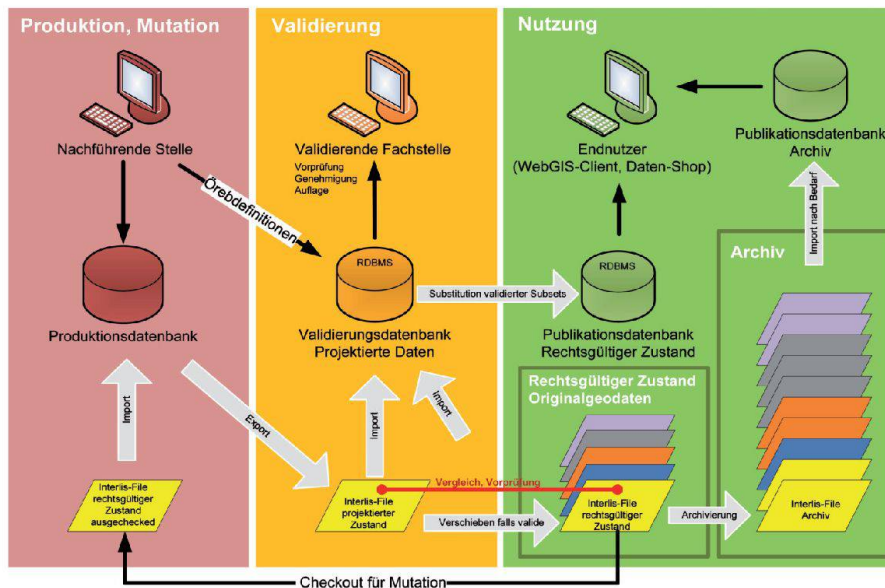 Produktion, Mutation
Nachführende Stelle
Örebdefinitionen
Produktionsdatenbank
Import
Export
Interlis-File
rechtsgültiger
Zustand
ausgechecked
Validierung
Validierende Fachstelle
Vorprüfung
Genehmigung
Auflage
RDBMS
Validierungsdatenbank
Projektierte Daten
Import
Import
Interlis-File
projektierter
Zustand
Vergleich, Vorprüfung
Verschieben falls valide
Substitution validierter Subsets
Nutzung
Endnutzer
(WebGIS-Client, Daten-Shop)
Publikationsdatenbank
Archiv
Import nach Bedarf
RDBMS
Publikationsdatenbank
Rechtsgültiger Zustand
Rechtsgültiger Zustand
Originalgeodaten
Interlis-File
rechtsgültiger
Zustand
Archivierung
Archiv
Interlis-File
Archiv
Checkout für Mutation